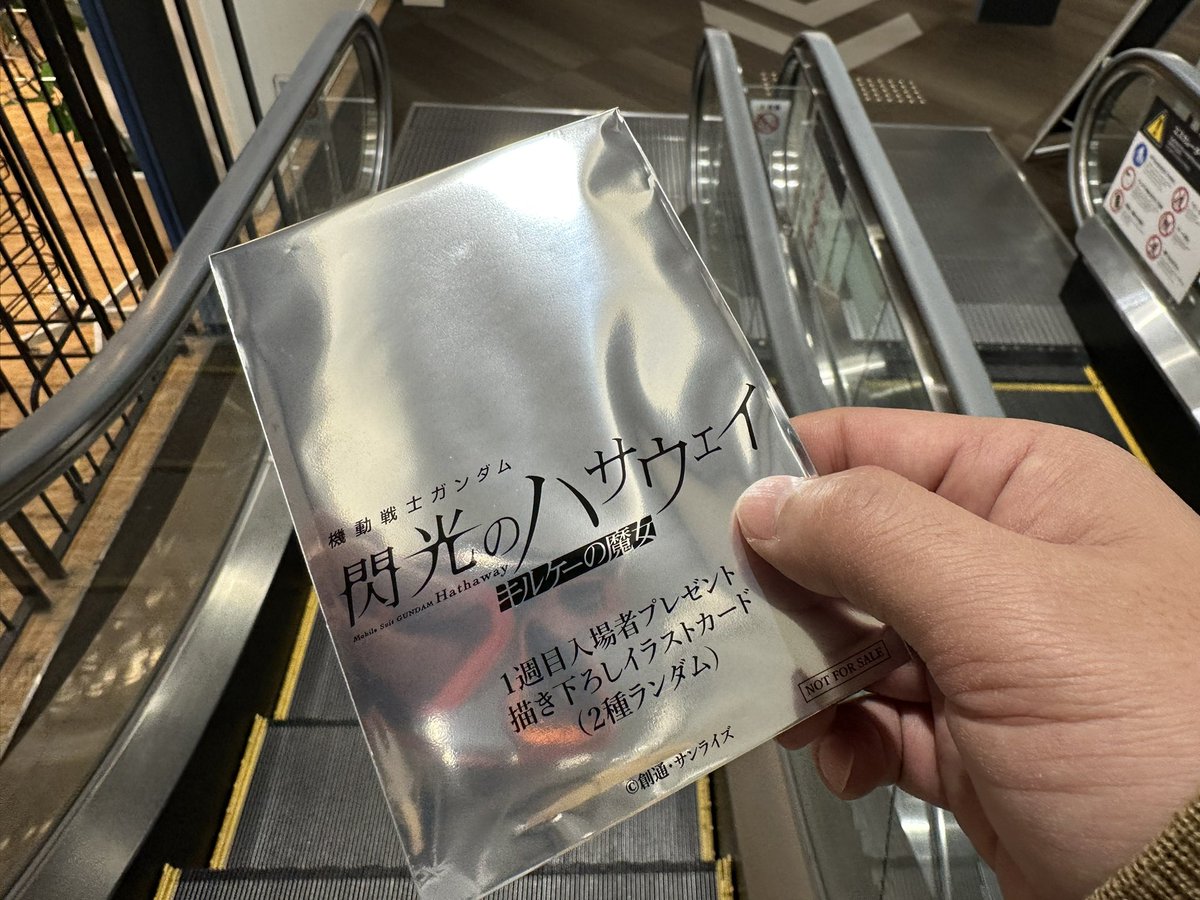 機動戦士ガンダム
閃光のハサウェイ
Mobile Suit GUNDAM Hathaway
キルケーの魔女
1週目入場者プレゼント
描き下ろしイラストカード
(2種ランダム)
NOT FOR SALE
©創通・サンライズ